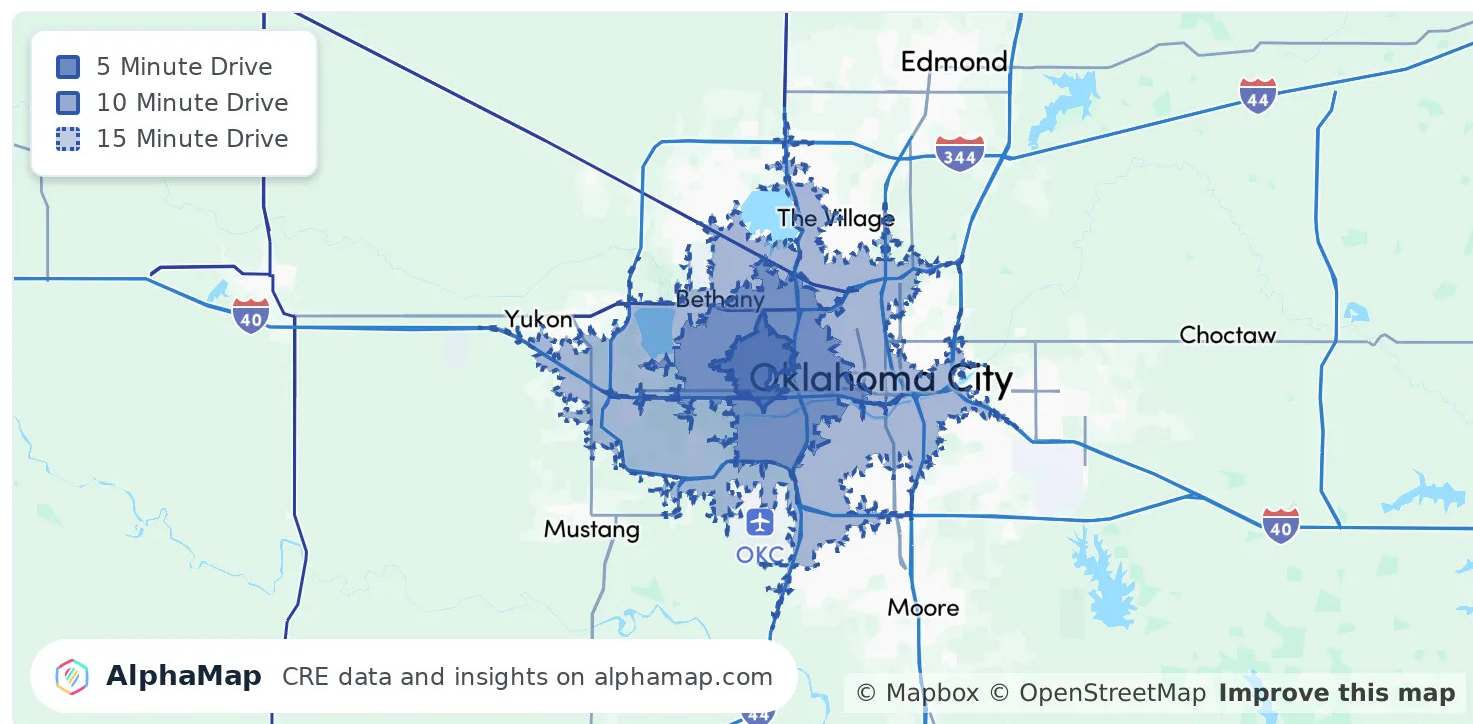 5 Minute Drive
10 Minute Drive
15 Minute Drive
Edmond
44
344
The Village
Bethany
40
Yukon
Choctaw
Oklahoma City
Mustang
OKC
40
Moore
AlphaMap CRE data and insights on alphamap.com
44
© Mapbox © OpenStreetMap Improve this map